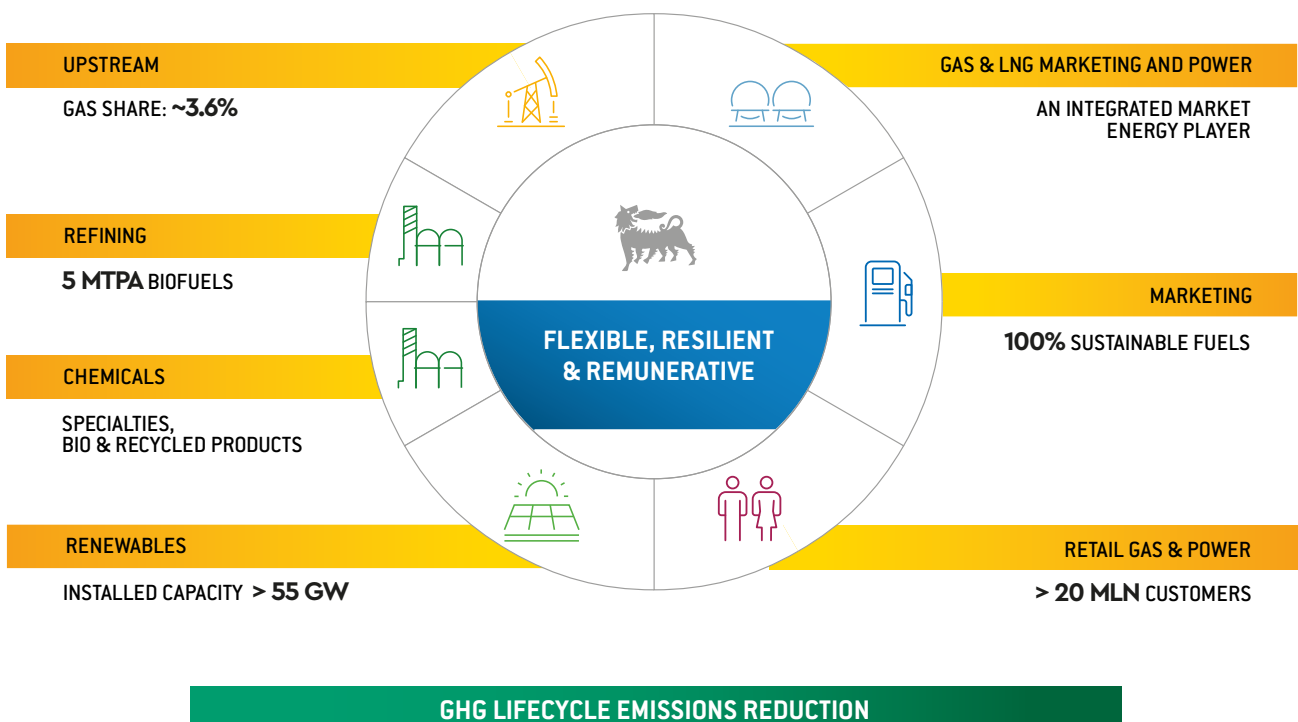 UPSTREAM
GAS SHARE: ~3.6%
REFINING
5 MTPA BIOFUELS
CHEMICALS
SPECIALTIES,
BIO & RECYCLED PRODUCTS
RENEWABLES
INSTALLED CAPACITY > 55 GW
FLEXIBLE, RESILIENT
& REMUNERATIVE
GAS & LNG MARKETING AND POWER
AN INTEGRATED MARKET
ENERGY PLAYER
MARKETING
100% SUSTAINABLE FUELS
RETAIL GAS & POWER
> 20 MLN CUSTOMERS
GHG LIFECYCLE EMISSIONS REDUCTION